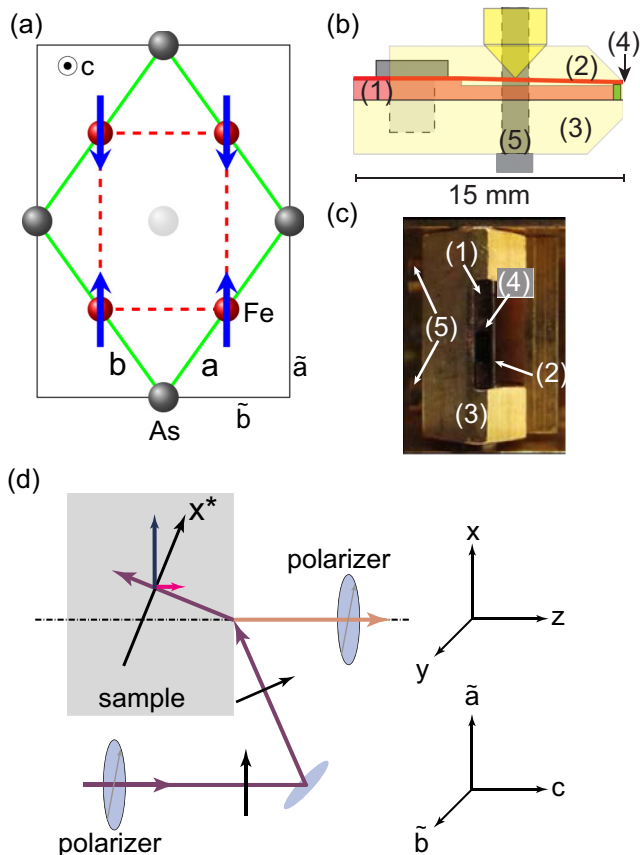 (a)
c
Fe
b
a
ã
b̃
As
(b)
(4)
(2)
(1)
(3)
(5)
15 mm
(c)
(1)
(4)
(5)
(2)
(3)
(d)
x*
polarizer
sample
polarizer
x
z
y
ã
c
b̃